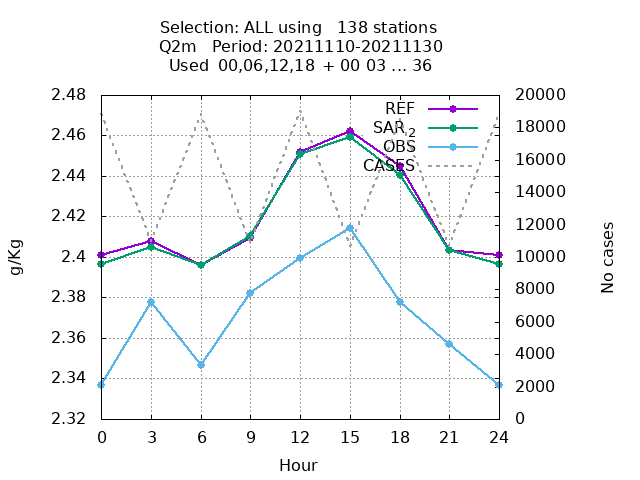 Selection: ALL using   138 stations
Q2m   Period: 20211110-20211130
Used  00,06,12,18 + 00 03 ... 36
2.48 20000
REF
2.46 18000
SAR2
OBS
2.44 16000
CASES
2.42 14000
12000
2.4 10000
2.38 8000
2.36 6000
2.34 4000
2000
2.32 0
g/Kg
No cases
0 3 6 9 12 15 18 21 24
Hour